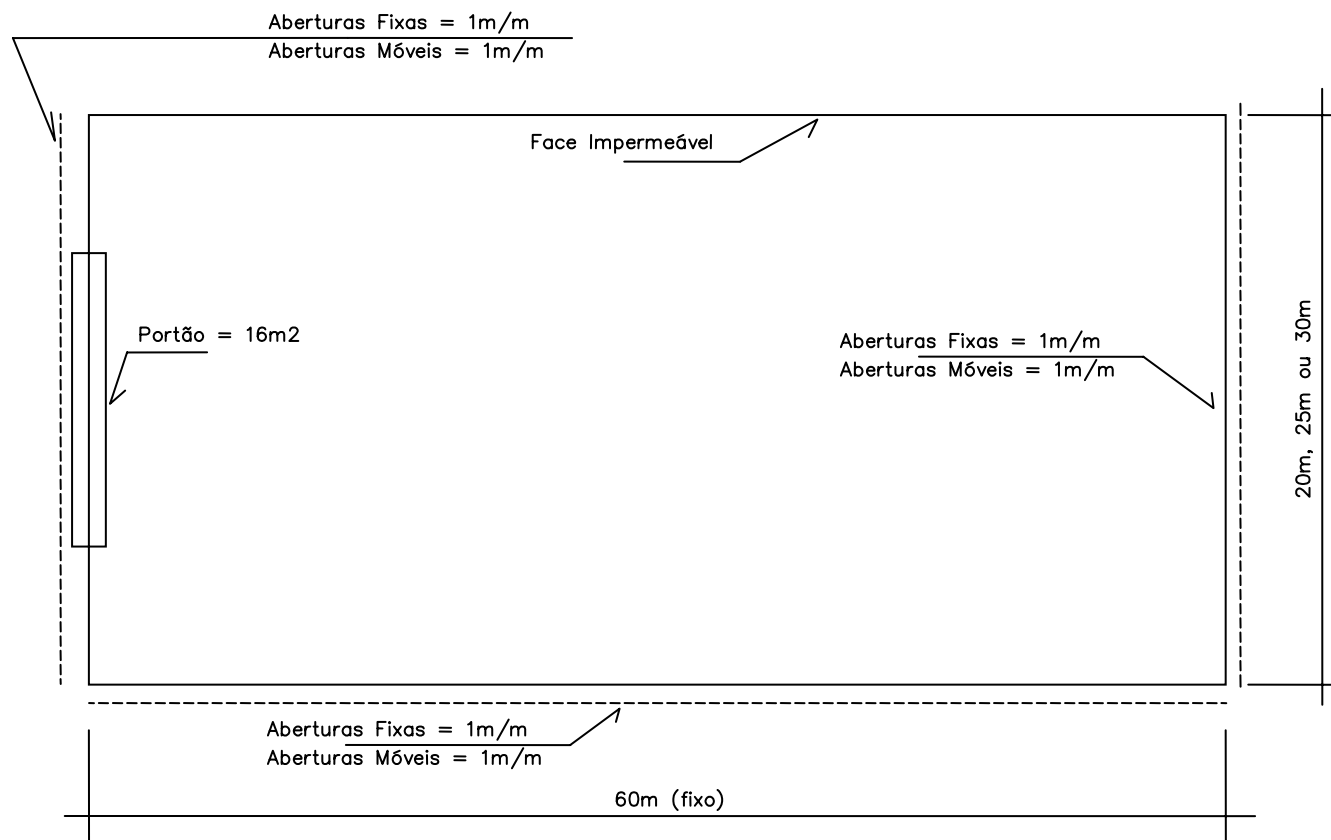 Aberturas Fixas = 1m/m
Aberturas Móveis = 1m/m
Face Impermeável
Portão = 16m2
Aberturas Fixas = 1m/m
Aberturas Móveis = 1m/m
20m, 25m ou 30m
Aberturas Fixas = 1m/m
Aberturas Móveis = 1m/m
60m (fixo)